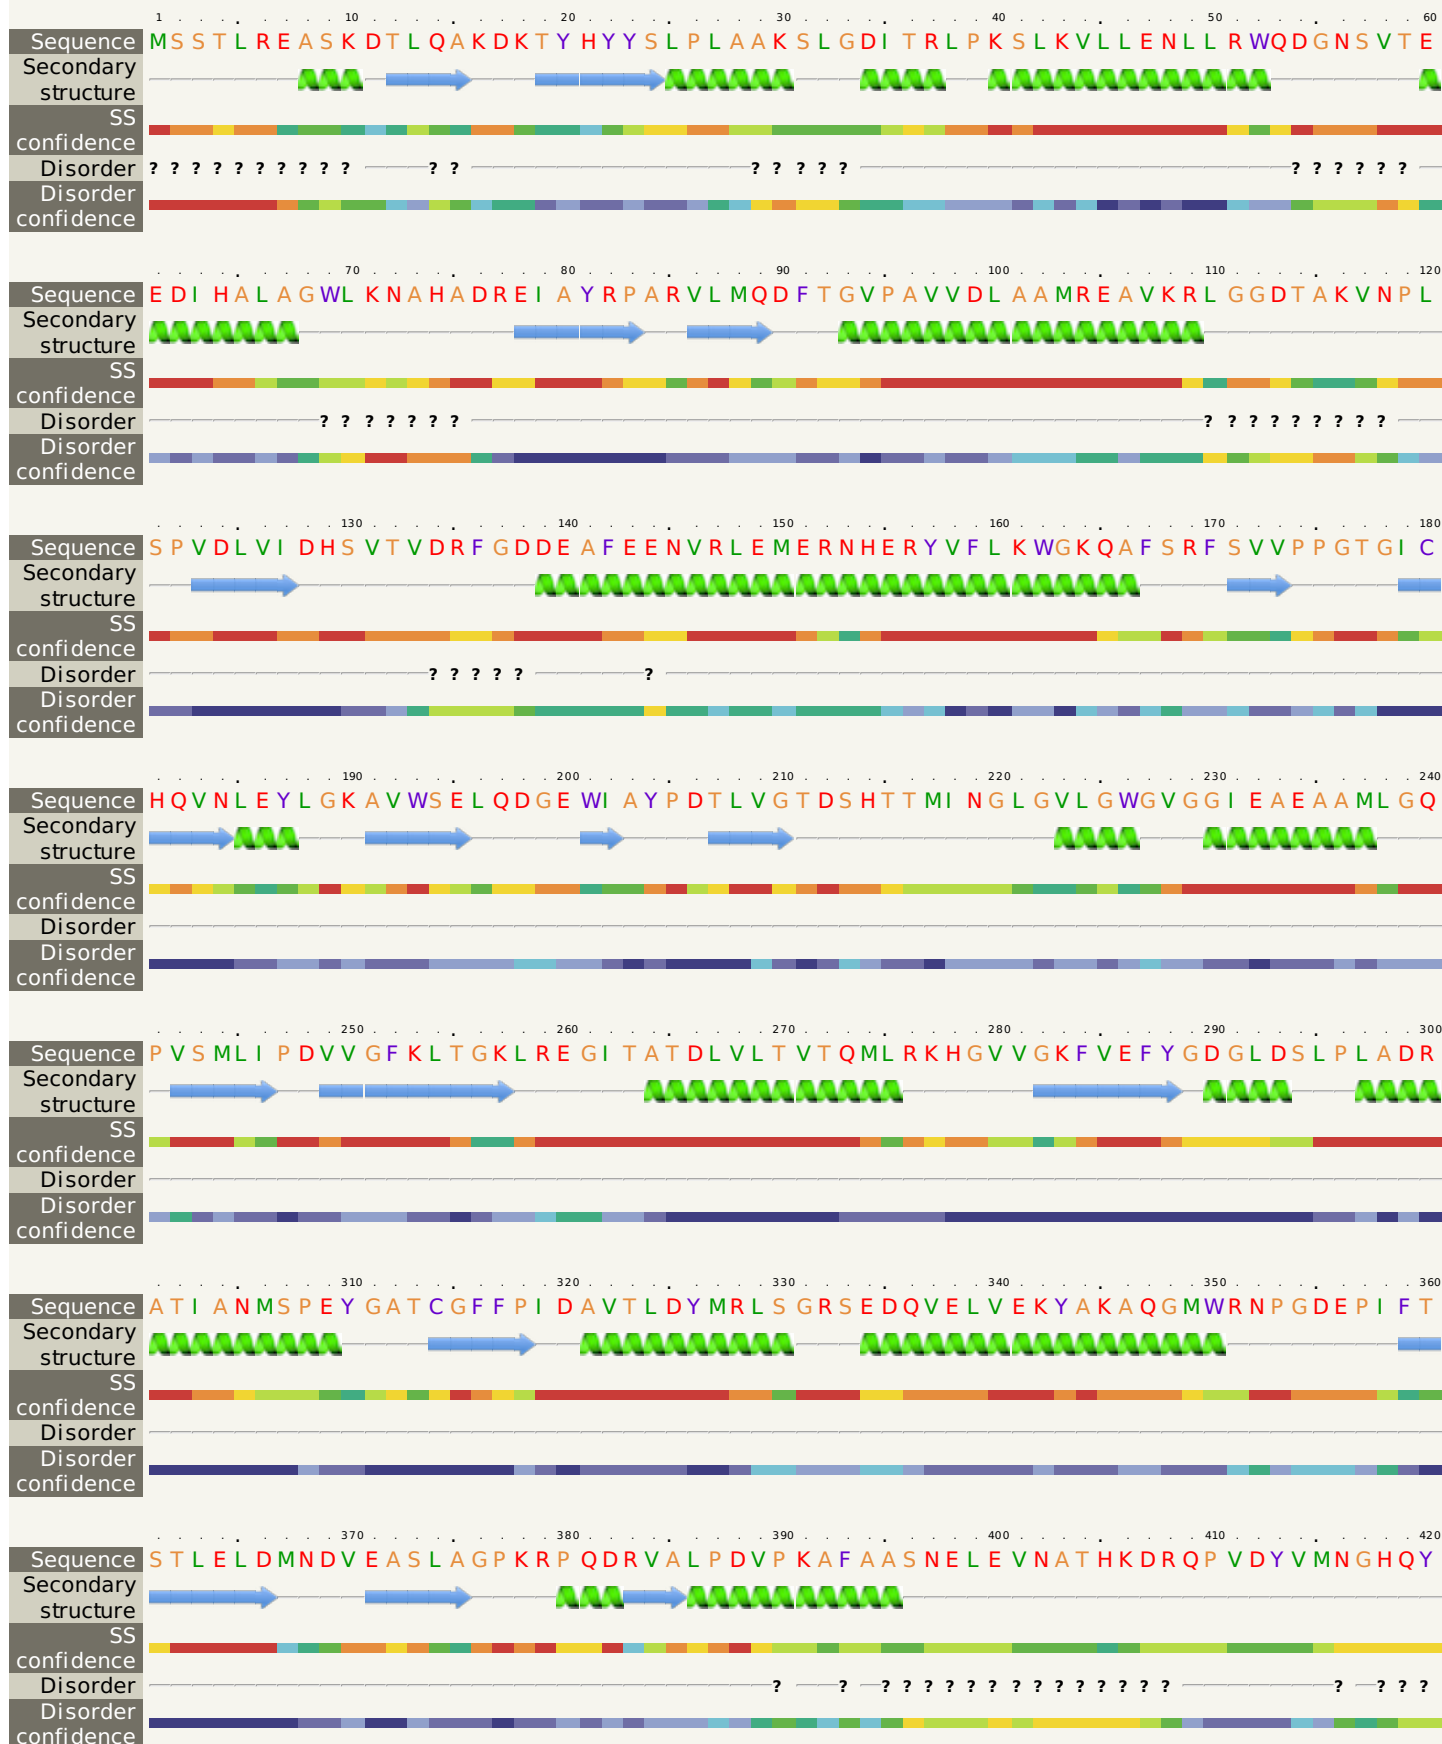 1 10 20 30 40 50 60
Sequence MSSTLREASKDTLQAKDKTYHYYSLPLAAKSLGDITRLPKSLKVLLENLLRWQDGNSVTE
Secondary
structure
SS
confidence
Disorder ? ? ? ? ? ? ? ? ? ? ? ? ? ? ? ? ? ? ? ? ? ? ?
Disorder
confidence
70 80 90 100 110 120
Sequence EDIHALAGWLKNAHADREIAYRPARVLMQDFTGVPAVVDLAAMREAVKRLGGDTAKVNPL
Secondary
structure
SS
confidence
Disorder ? ? ? ? ? ? ? ? ? ? ? ? ? ? ? ?
Disorder
confidence
130 140 150 160 170 180
Sequence SPVDLVIDHSVTVDRFGDDEAFEENVRLEMERNHERYVFLKWGKQAFSRFSVVPPGTGIC
Secondary
structure
SS
confidence
Disorder ? ? ? ? ? ?
Disorder
confidence
190 200 210 220 230 240
Sequence HQVNLEYLGKAVWSELQDGEWIAYPDTLVGTDSHTTMINGLGVLGWGVGGIEAEAAMLGQ
Secondary
structure
SS
confidence
Disorder
Disorder
confidence
250 260 270 280 290 300
Sequence PVSMLIPDVVGFKLTGKLREGITATDLVLTVTQMLRKHGVVGKFVEFYGDGLDSLPLADR
Secondary
structure
SS
confidence
Disorder
Disorder
confidence
310 320 330 340 350 360
Sequence ATIANMSPEYGATCGFFPIDAVTLDYMRLSGRSEDQVELVEKYAKAQGMWRNPGDEPIFT
Secondary
structure
SS
confidence
Disorder
Disorder
confidence
370 380 390 400 410 420
Sequence STLELDMNDVEASLAGPKRPQDRVALPDVPKAFAASNELEVNATHKDRQPVDYVMNGHQY
Secondary
structure
SS
confidence
Disorder ? ? ? ? ? ? ? ? ? ? ? ? ? ? ? ? ? ? ? ?
Disorder
confidence